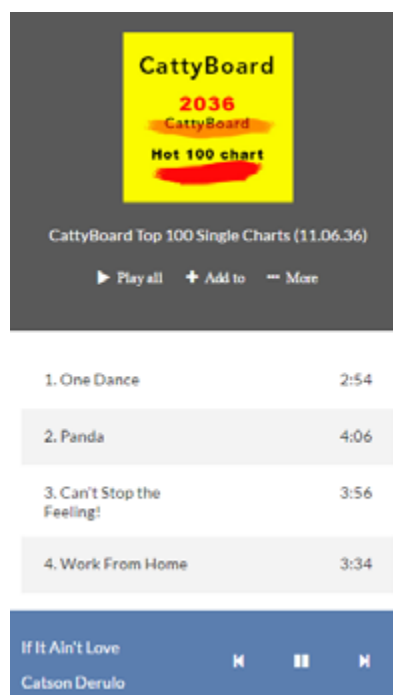 CattyBoard
2036
CattyBoard
Hot 100 chart
CattyBoard Top 100 Single Charts (11.06.36)
Play all Add to More
1. One Dance 2:54
2. Panda 4:06
3. Can't Stop the 3:56
Feeling!
4. Work From Home 3:34
If It Ain't Love
Catson Derulo